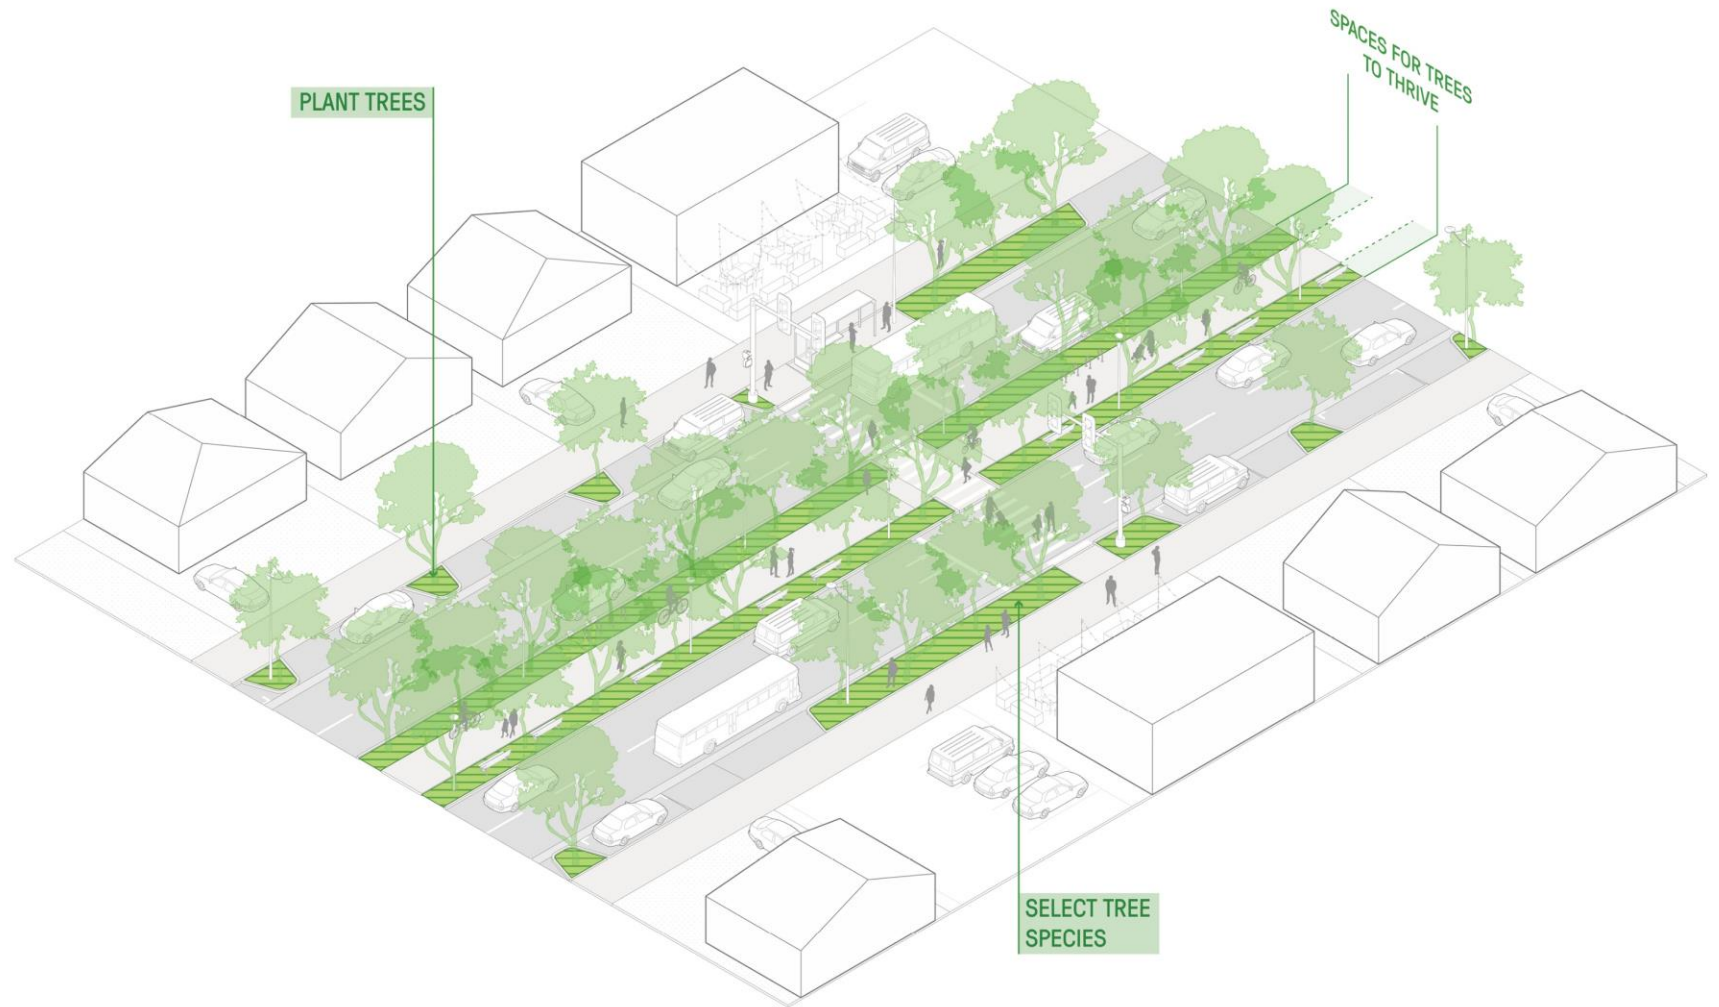 SPACES FOR TREES
TO THRIVE
PLANT TREES
SELECT TREE
SPECIES